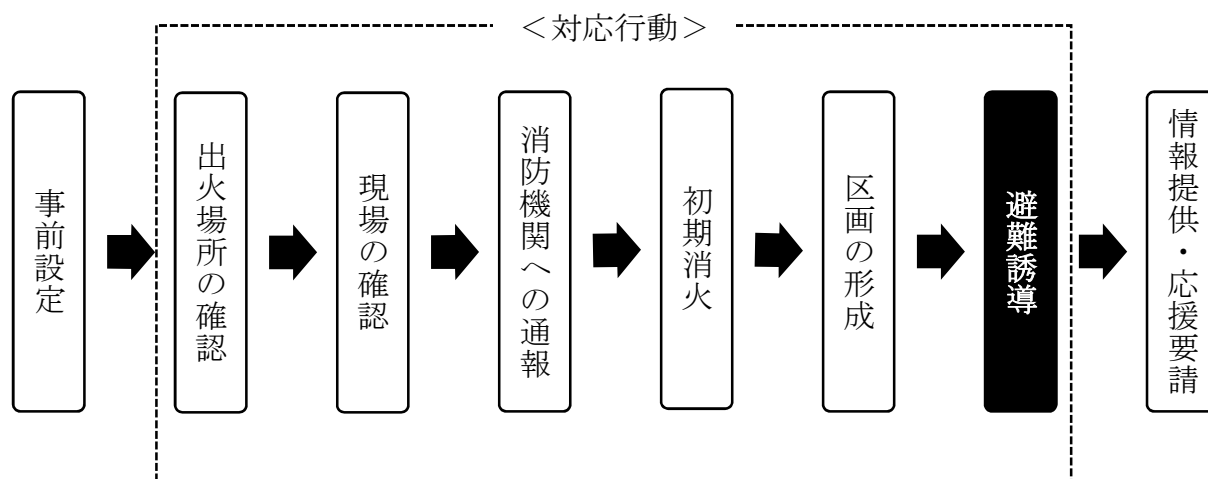 ＜対応行動＞
事前設定
出火場所の確認
現場の確認
消防機関への通報
初期消火
区画の形成
避難誘導
情報提供・応援要請